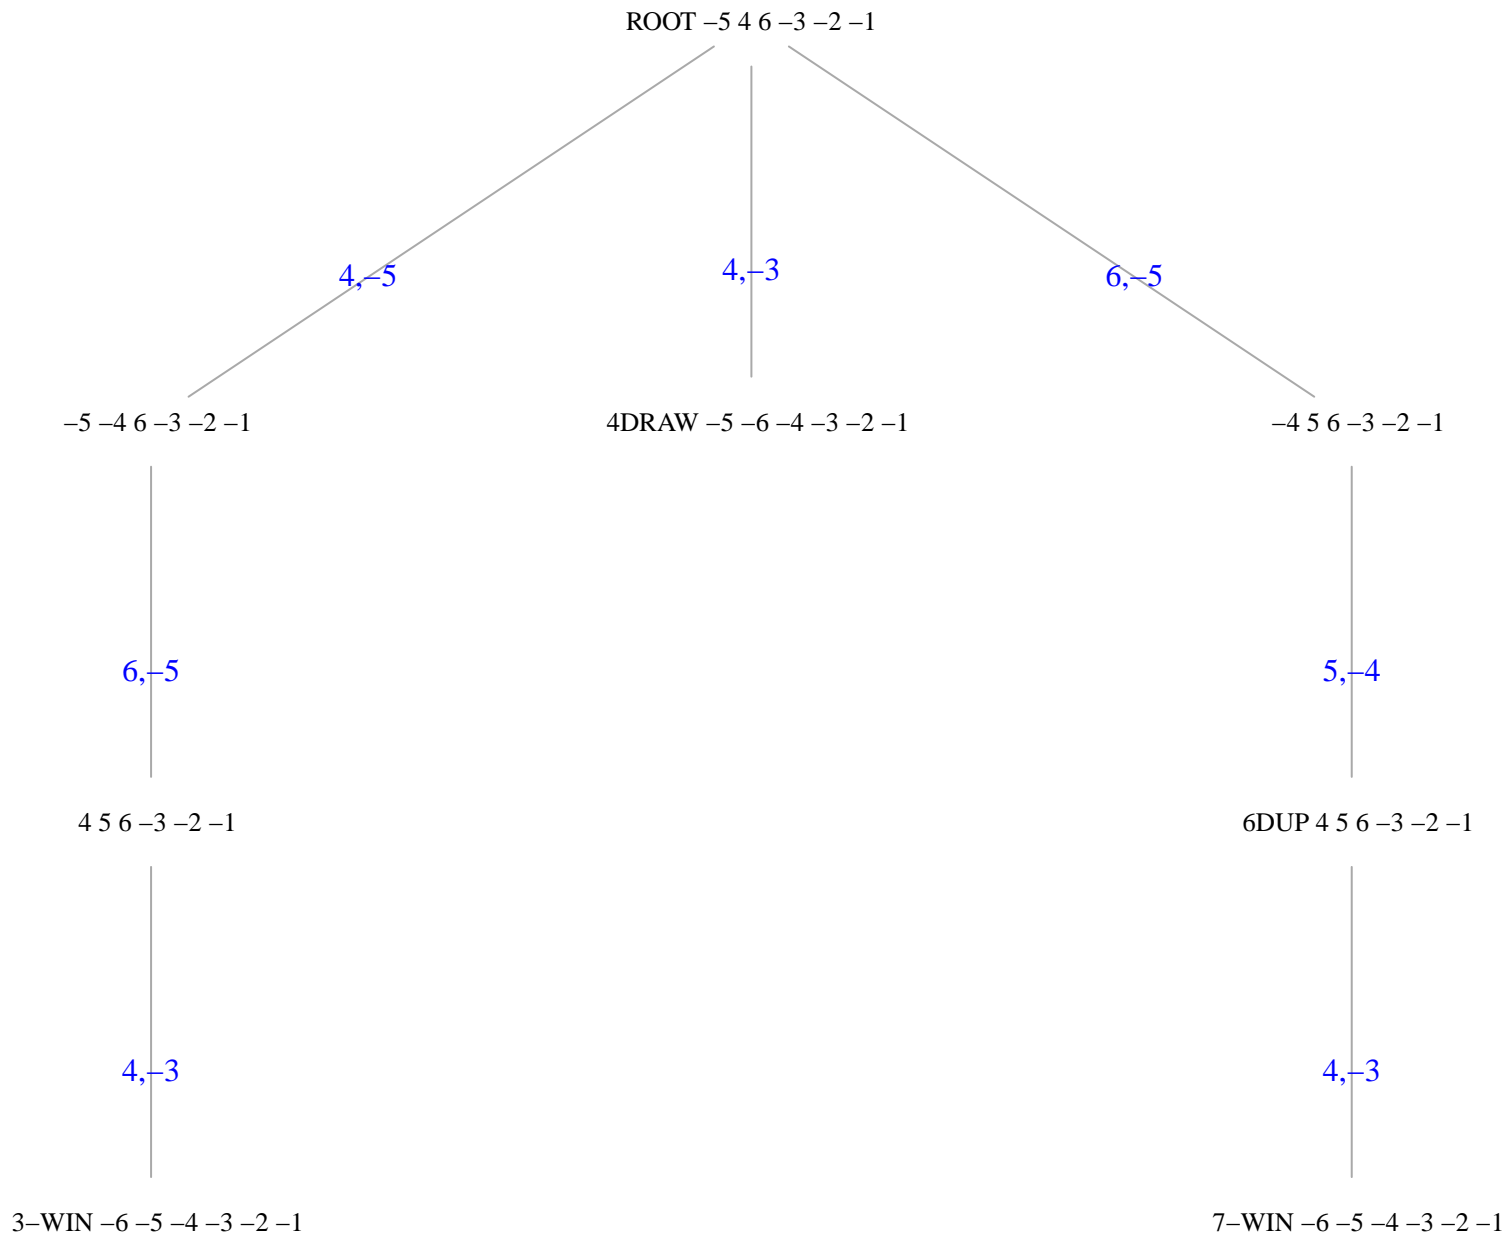 ROOT –5 4 6 –3 –2 –1
4,–5
4,–3
6,–5
–5 –4 6 –3 –2 –1
4DRAW –5 –6 –4 –3 –2 –1
–4 5 6 –3 –2 –1
6,–5
5,–4
4 5 6 –3 –2 –1
6DUP 4 5 6 –3 –2 –1
4,–3
4,–3
3–WIN –6 –5 –4 –3 –2 –1
7–WIN –6 –5 –4 –3 –2 –1